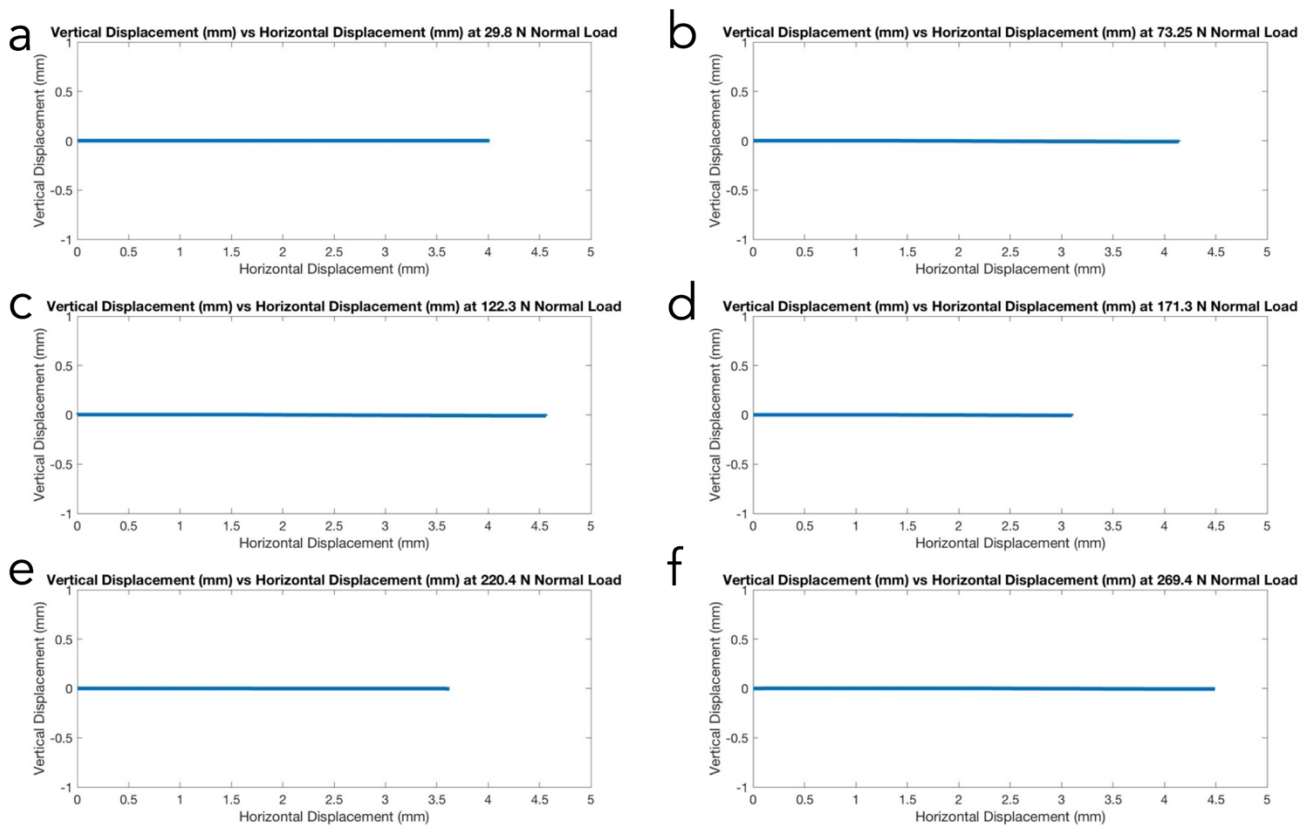 a
Vertical Displacement (mm) vs Horizontal Displacement (mm) at 29.8 N Normal Load
Vertical Displacement (mm)
1
0.5
0
-0.5
-1
0 0.5 1 1.5 2 2.5 3 3.5 4 4.5 5
Horizontal Displacement (mm)
b
Vertical Displacement (mm) vs Horizontal Displacement (mm) at 73.25 N Normal Load
Vertical Displacement (mm)
1
0.5
0
-0.5
-1
0 0.5 1 1.5 2 2.5 3 3.5 4 4.5 5
Horizontal Displacement (mm)
c
Vertical Displacement (mm) vs Horizontal Displacement (mm) at 122.3 N Normal Load
Vertical Displacement (mm)
1
0.5
0
-0.5
-1
0 0.5 1 1.5 2 2.5 3 3.5 4 4.5 5
Horizontal Displacement (mm)
d
Vertical Displacement (mm) vs Horizontal Displacement (mm) at 171.3 N Normal Load
Vertical Displacement (mm)
1
0.5
0
-0.5
-1
0 0.5 1 1.5 2 2.5 3 3.5 4 4.5 5
Horizontal Displacement (mm)
e
Vertical Displacement (mm) vs Horizontal Displacement (mm) at 220.4 N Normal Load
Vertical Displacement (mm)
1
0.5
0
-0.5
-1
0 0.5 1 1.5 2 2.5 3 3.5 4 4.5 5
Horizontal Displacement (mm)
f
Vertical Displacement (mm) vs Horizontal Displacement (mm) at 269.4 N Normal Load
Vertical Displacement (mm)
1
0.5
0
-0.5
-1
0 0.5 1 1.5 2 2.5 3 3.5 4 4.5 5
Horizontal Displacement (mm)